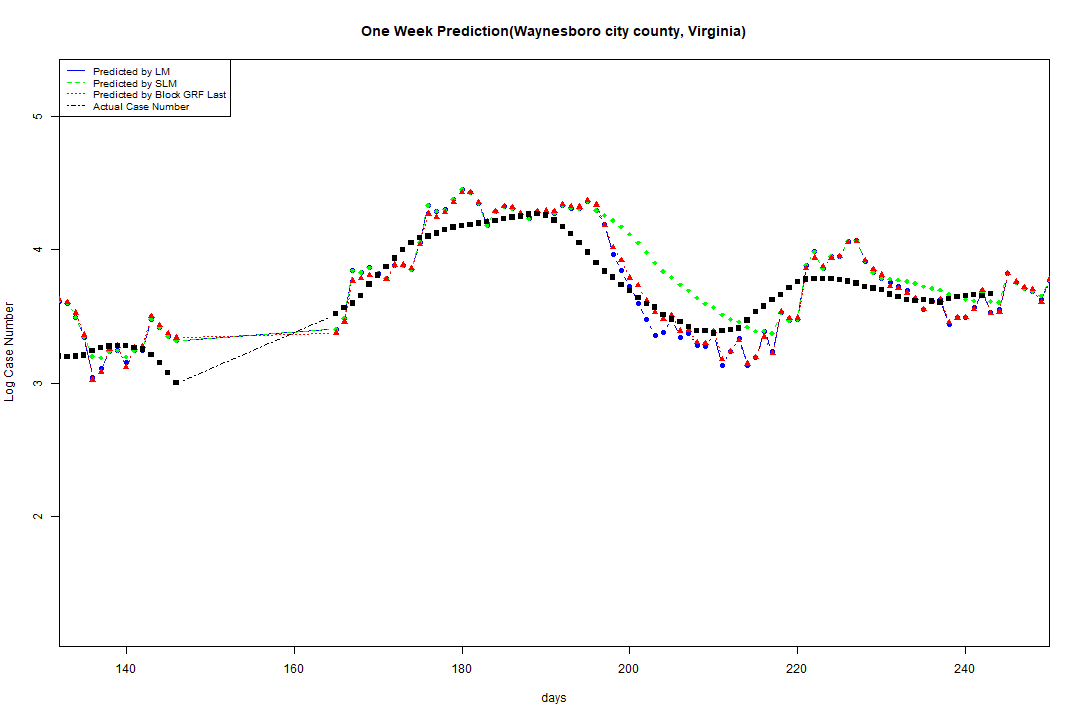 One Week Prediction(Waynesboro city county, Virginia)
Predicted by LM
Predicted by SLM
Predicted by Block GRF Last
Actual Case Number
5
4
3
2
Log Case Number
140 160 180 200 220 240
days